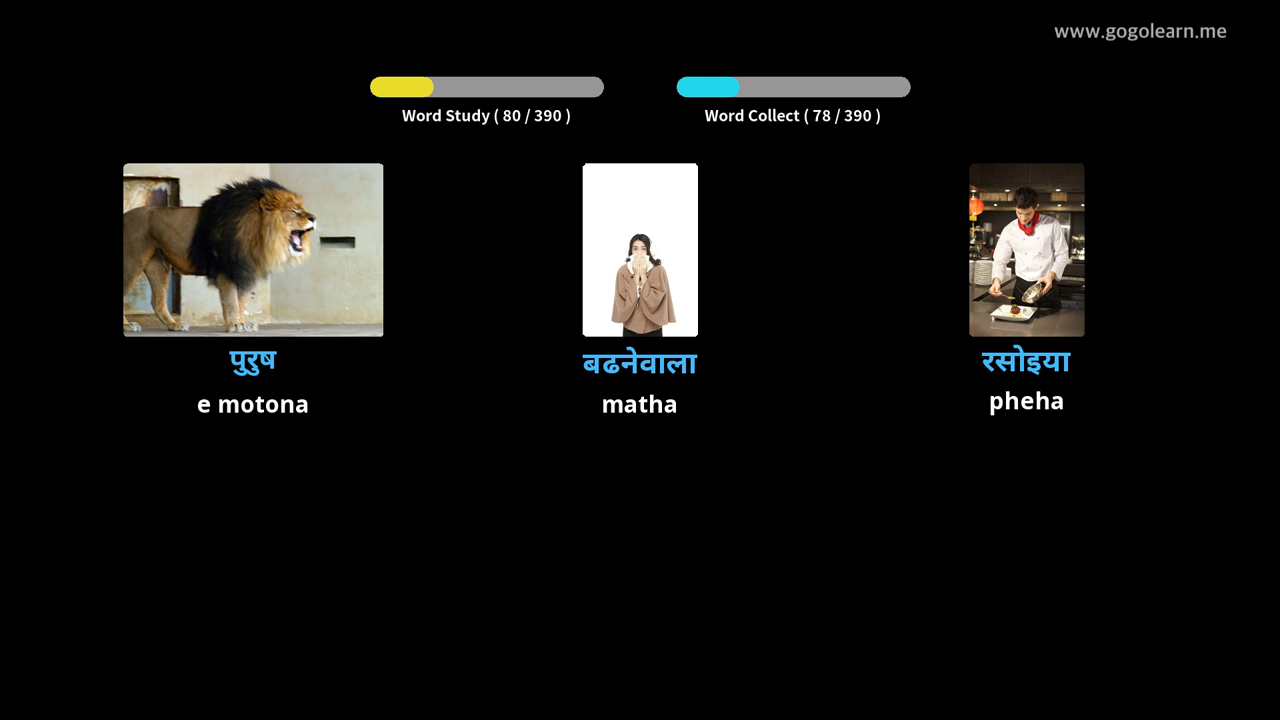 www.gogolearn.me
Word Study ( 80 / 390 )
Word Collect ( 78 / 390 )
पुरुष
बढनेवाला
रसोइया
e motona
matha
pheha